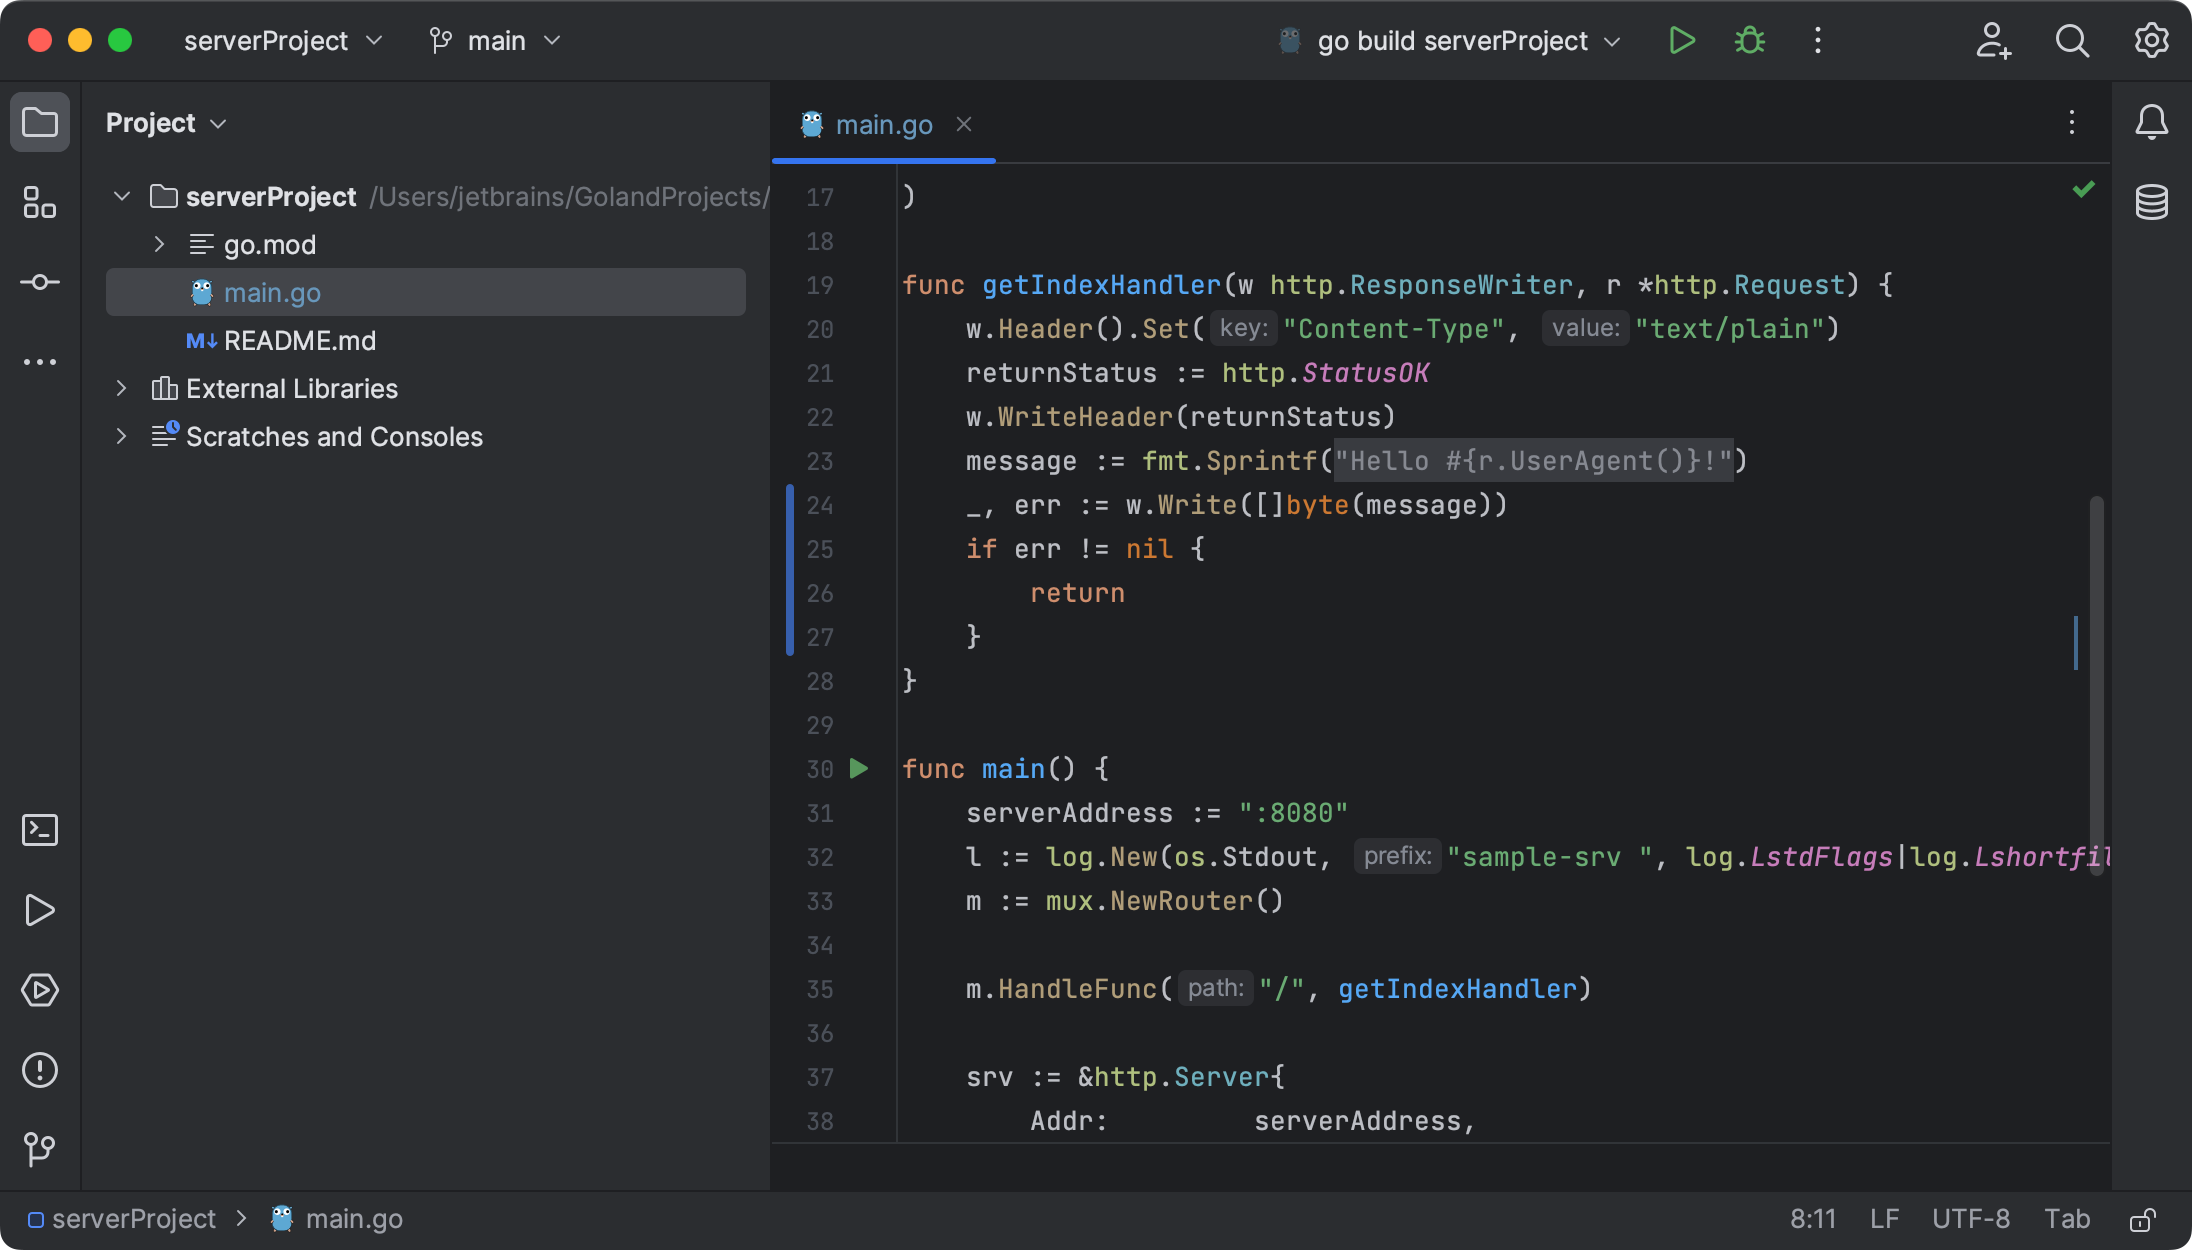 serverProject main go build serverProject
Project
serverProject /Users/jetbrains/GolandProjects/
go.mod
main.go
M↓ README.md
External Libraries
Scratches and Consoles
main.go
17 )
18
19 func getIndexHandler(w http.ResponseWriter, r *http.Request) {
20 w.Header().Set( key: "Content-Type", value: "text/plain")
21 returnStatus := http.StatusOK
22 w.WriteHeader(returnStatus)
23 message := fmt.Sprintf("Hello #{r.UserAgent()}!")
24 _, err := w.Write([]byte(message))
25 if err != nil {
26 return
27 }
28 }
29
30 func main() {
31 serverAddress := ":8080"
32 l := log.New(os.Stdout, prefix: "sample-srv ", log.LstdFlags|log.Lshortfil
33 m := mux.NewRouter()
34
35 m.HandleFunc( path: "/", getIndexHandler)
36
37 srv := &http.Server{
38 Addr: serverAddress,
serverProject > main.go 8:11 LF UTF-8 Tab